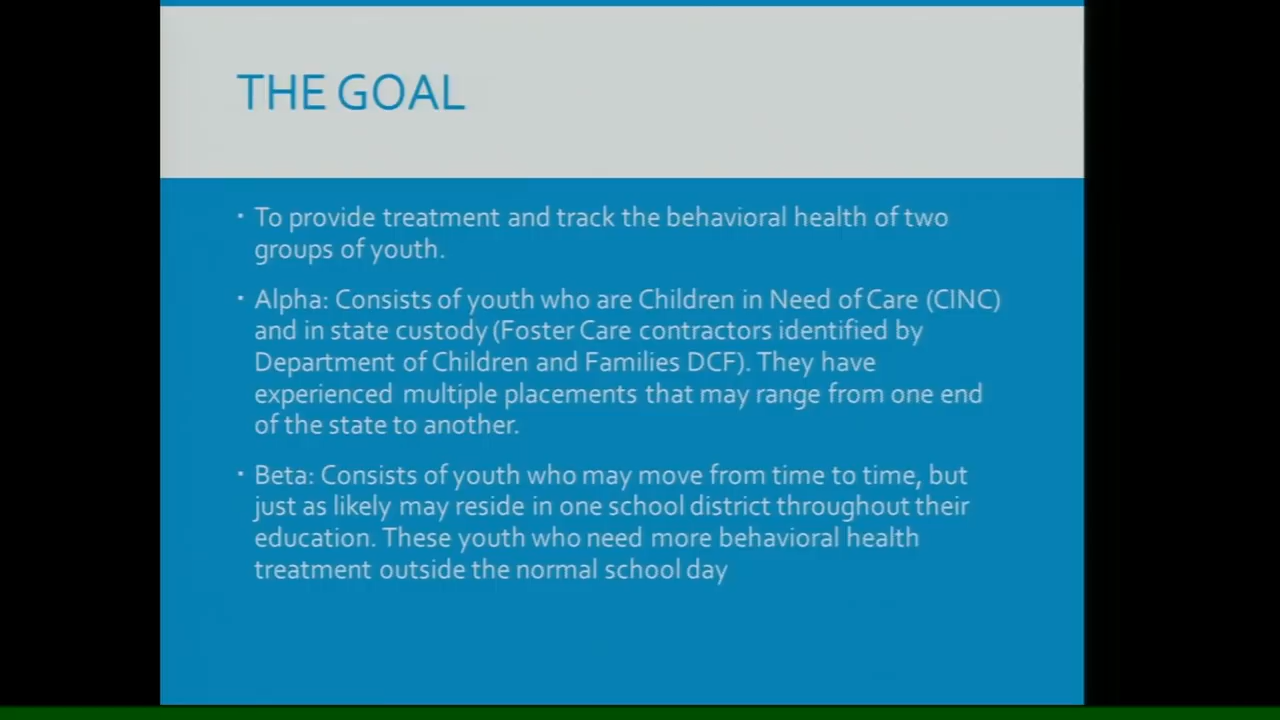 THE GOAL
To provide treatment and track the behavioral health of two
groups of youth.
Alpha: Consists of youth who are Children in Need of Care (CINC)
and in state custody (Foster Care contractors identified by
Department of Children and Families DCF). They have
experienced multiple placements that may range from one end
of the state to another.
Beta: Consists of youth who may move from time to time, but
just as likely may reside in one school district throughout their
education. These youth who need more behavioral health
treatment outside the normal school day